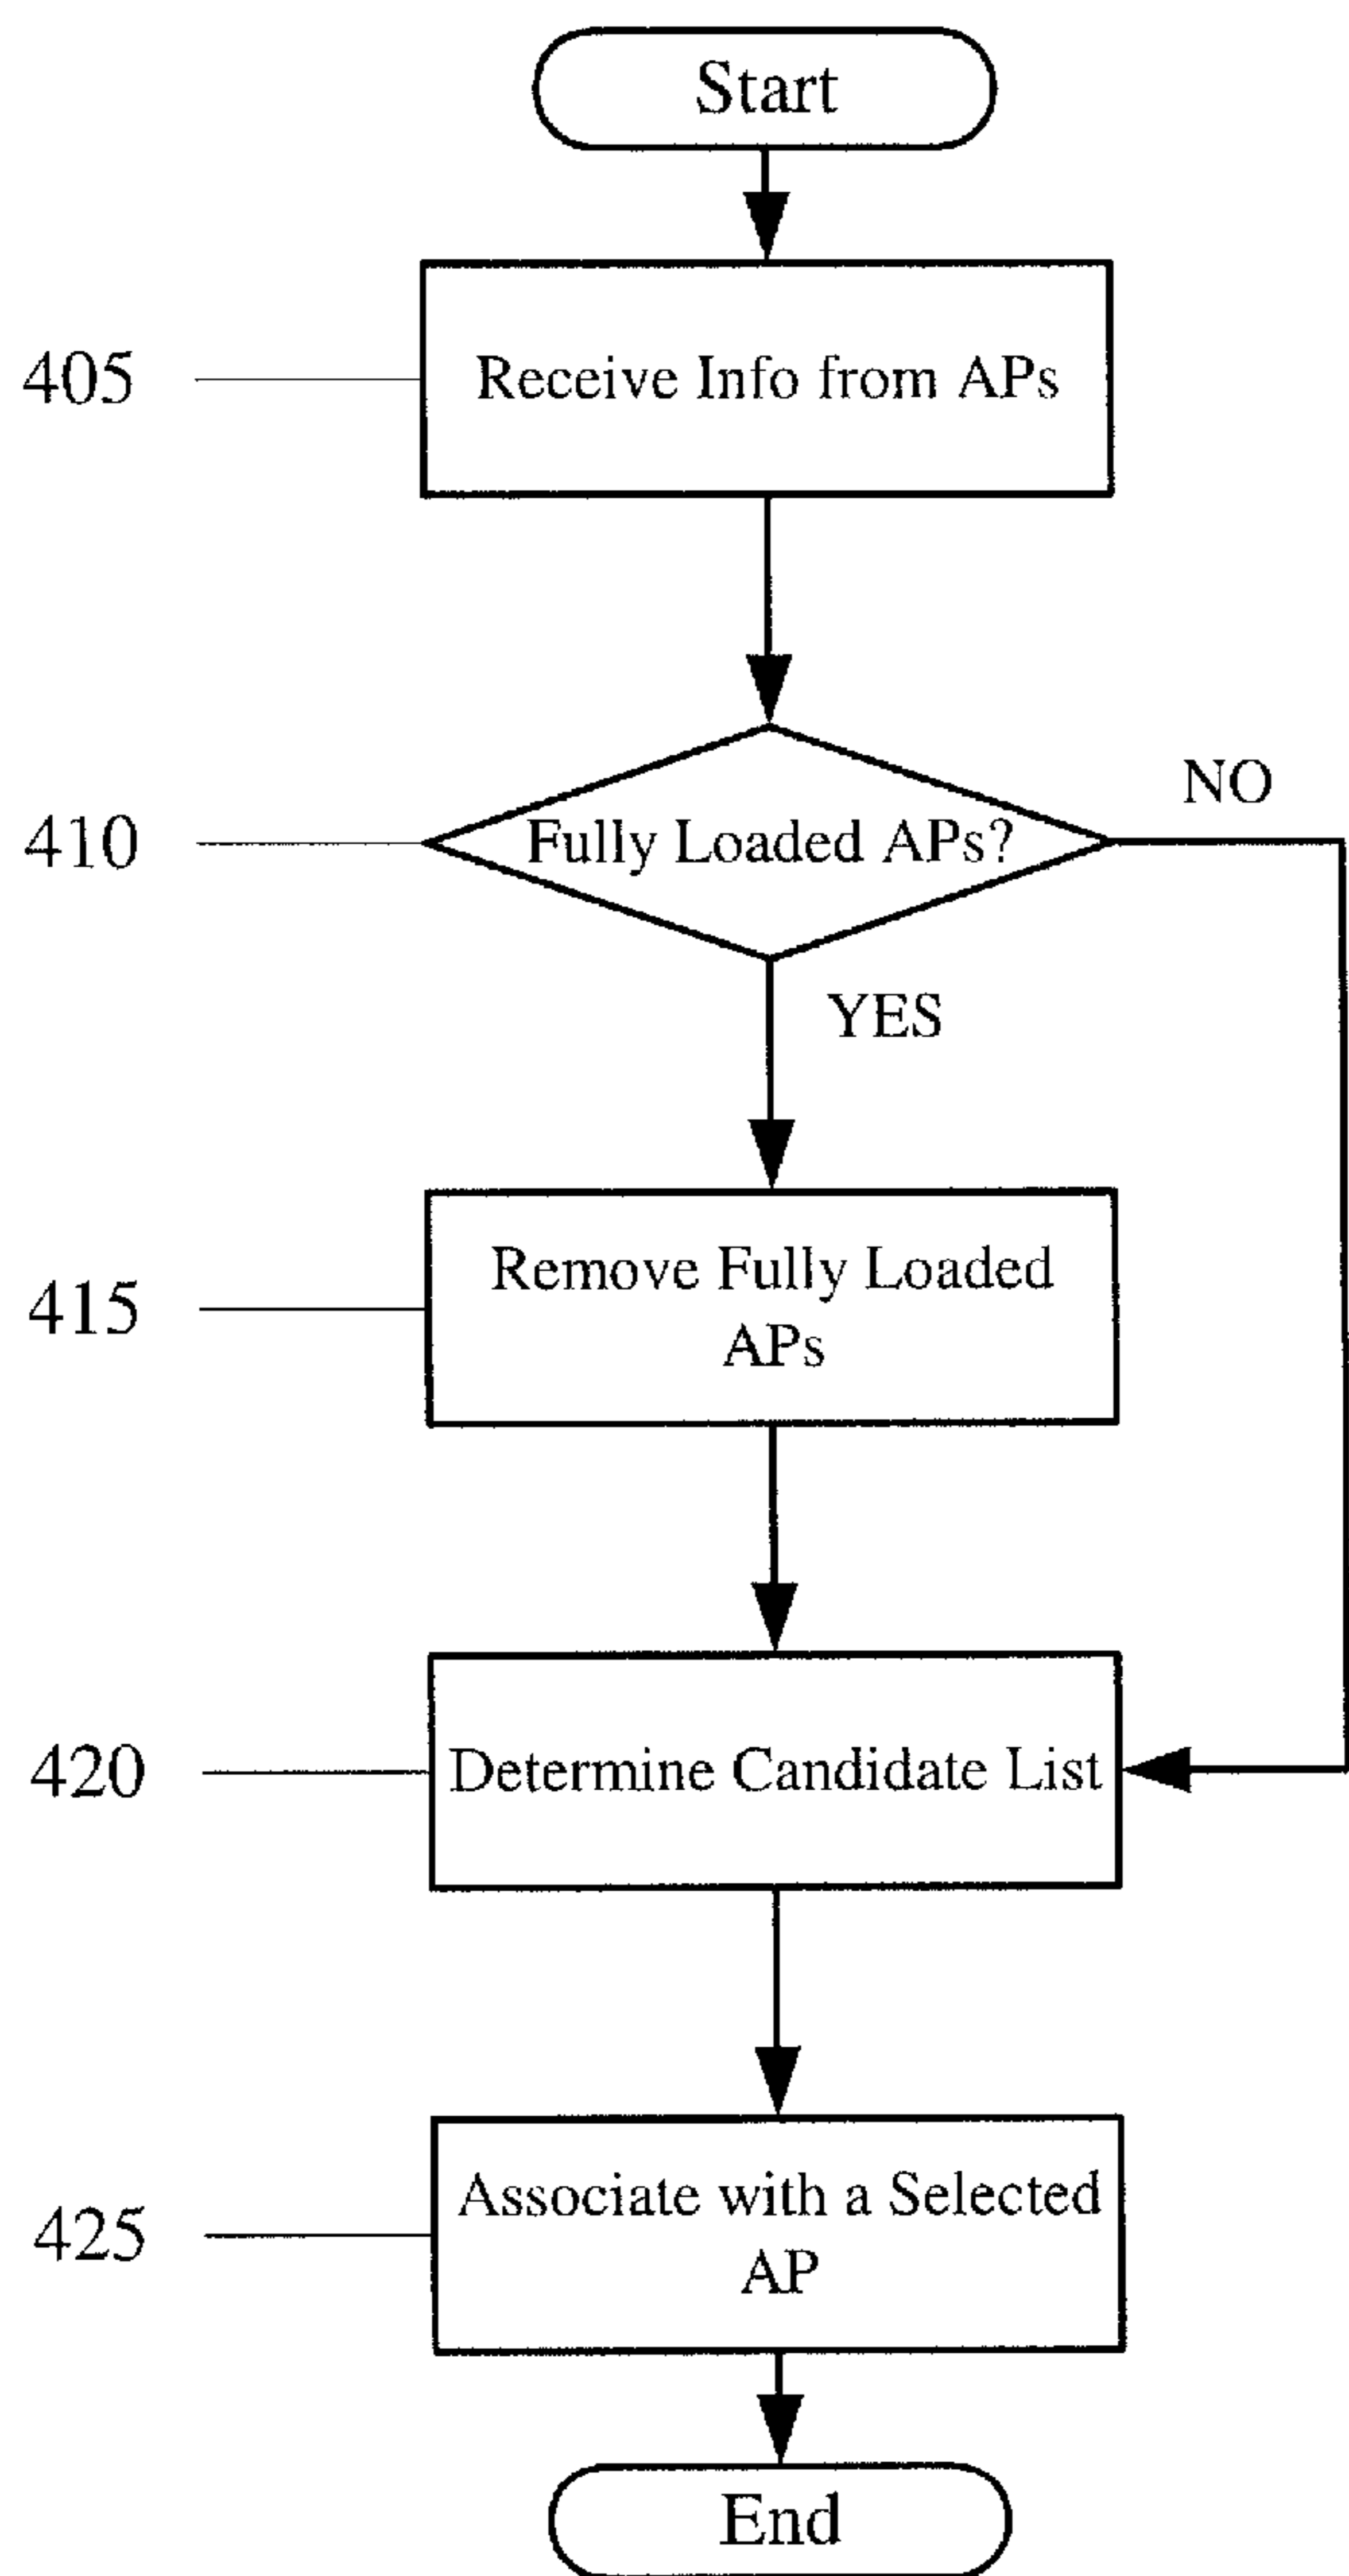 Start
405
Receive Info from APs
410
Fully Loaded APs?
NO
YES
415
Remove Fully Loaded
APs
420
Determine Candidate List
425
Associate with a Selected
AP
End